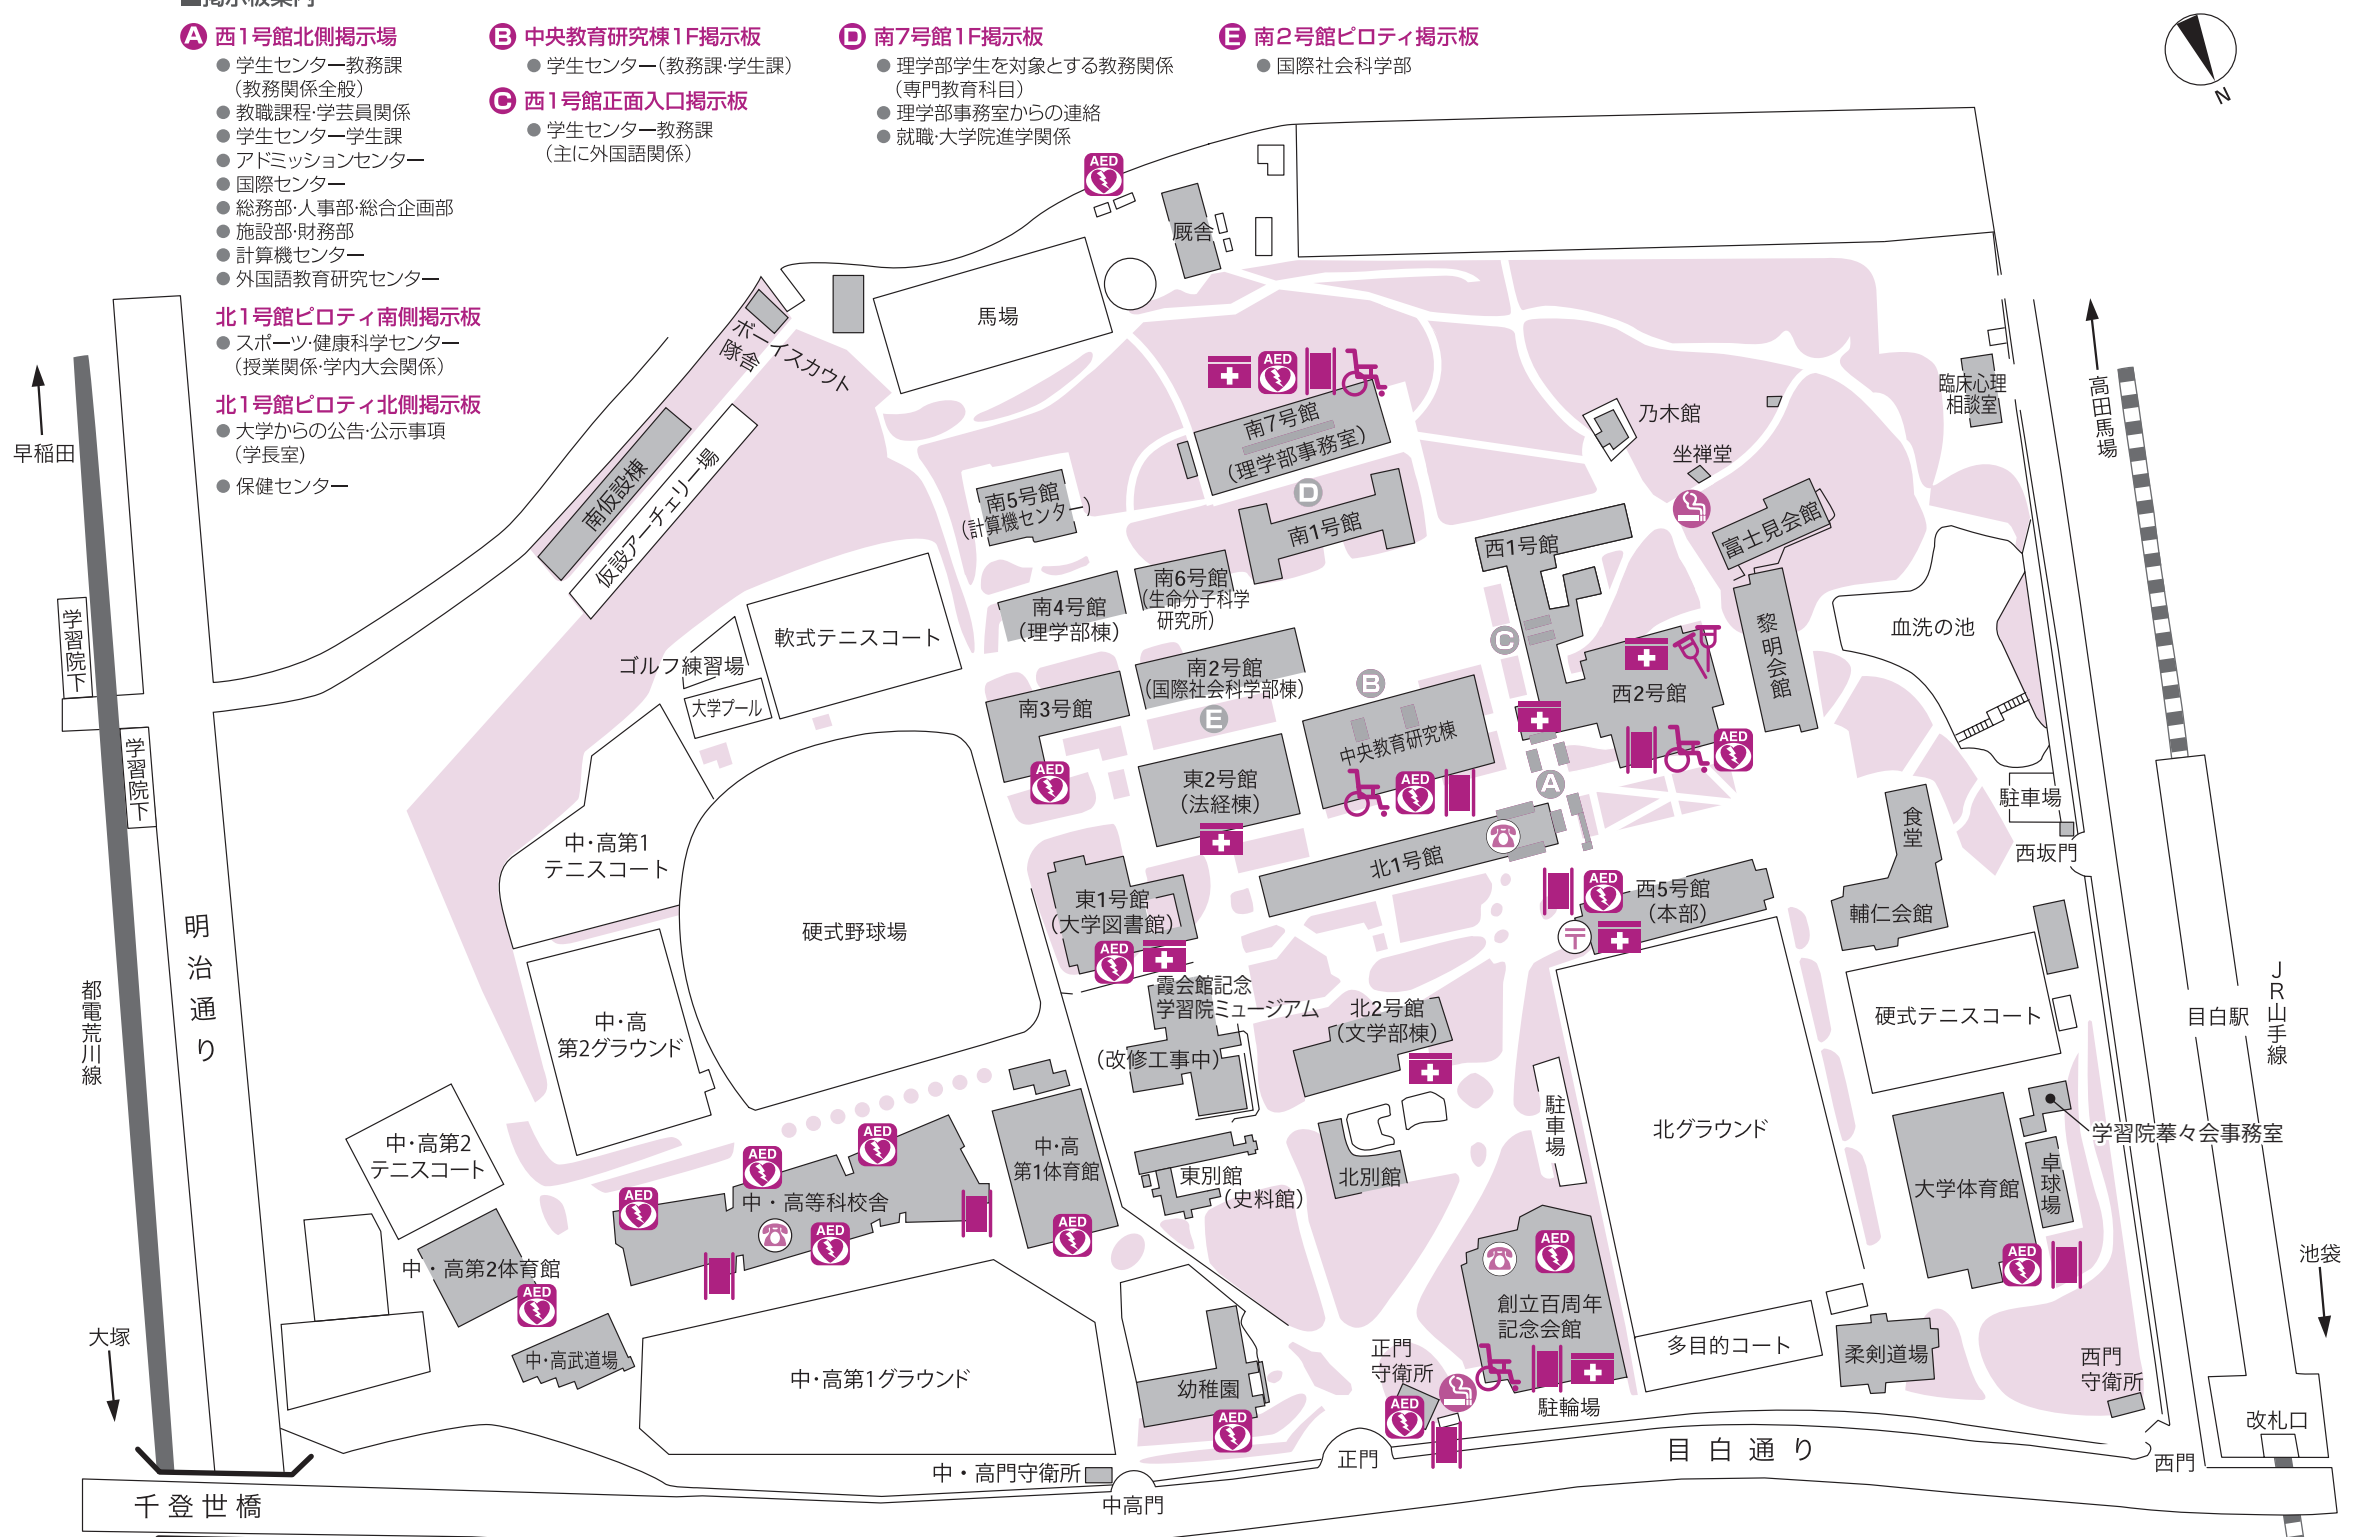 ■掲示板案内
A 西1号館北側掲示場
● 学生センター教務課
（教務関係全般）
● 教職課程・学芸員関係
● 学生センター学生課
● アドミッションセンター
● 国際センター
● 総務部・人事部・総合企画部
● 施設部・財務部
● 計算機センター
● 外国語教育研究センター
北1号館ピロティ南側掲示板
● スポーツ・健康科学センター
（授業関係・学内大会関係）
北1号館ピロティ北側掲示板
● 大学からの公告・公示事項
（学長室）
● 保健センター
B 中央教育研究棟1F掲示板
● 学生センター（教務課・学生課）
C 西1号館正面入口掲示板
● 学生センター教務課
（主に外国語関係）
D 南7号館1F掲示板
● 理学部学生を対象とする教務関係
（専門教育科目）
● 理学部事務室からの連絡
● 就職・大学院進学関係
E 南2号館ピロティ掲示板
● 国際社会科学部
N
AED
厩舎
馬場
ボーイスカウト
隊舎
早稲田
学習院下
学習院下
南仮設棟
仮設アーチェリー場
AED
南7号館
（理学部事務室）
D
南5号館
（計算機センター）
南1号館
乃木館
坐禅堂
臨床心理
相談室
高田馬場
西1号館
富士見会館
南6号館
（生命分子科学
研究所）
南4号館
（理学部棟）
軟式テニスコート
ゴルフ練習場
大学プール
南2号館
（国際社会科学部棟）
E
南3号館
AED
B
C
中央教育研究棟
AED
西2号館
AED
黎明会館
血洗の池
A
東2号館
（法経棟）
北1号館
駐車場
西坂門
食堂
輔仁会館
中・高第1
テニスコート
硬式野球場
東1号館
（大学図書館）
AED
AED
西5号館
（本部）
〒
明治通り
都電荒川線
中・高
第2グラウンド
霞会館記念
学習院ミュージアム
（改修工事中）
北2号館
（文学部棟）
硬式テニスコート
目白駅
JR山手線
駐車場
北グラウンド
学習院蓁々会事務室
卓球場
大学体育館
AED
中・高第2
テニスコート
AED
AED
AED
中・高等科校舎
AED
中・高
第1体育館
AED
東別館
（史料館）
北別館
中・高第2体育館
AED
中・高武道場
中・高第1グラウンド
幼稚園
AED
AED
創立百周年
記念会館
正門
守衛所
AED
駐輪場
多目的コート
柔剣道場
池袋
西門
守衛所
改札口
大塚
正門
目白通り
西門
中・高門守衛所
中高門
千登世橋